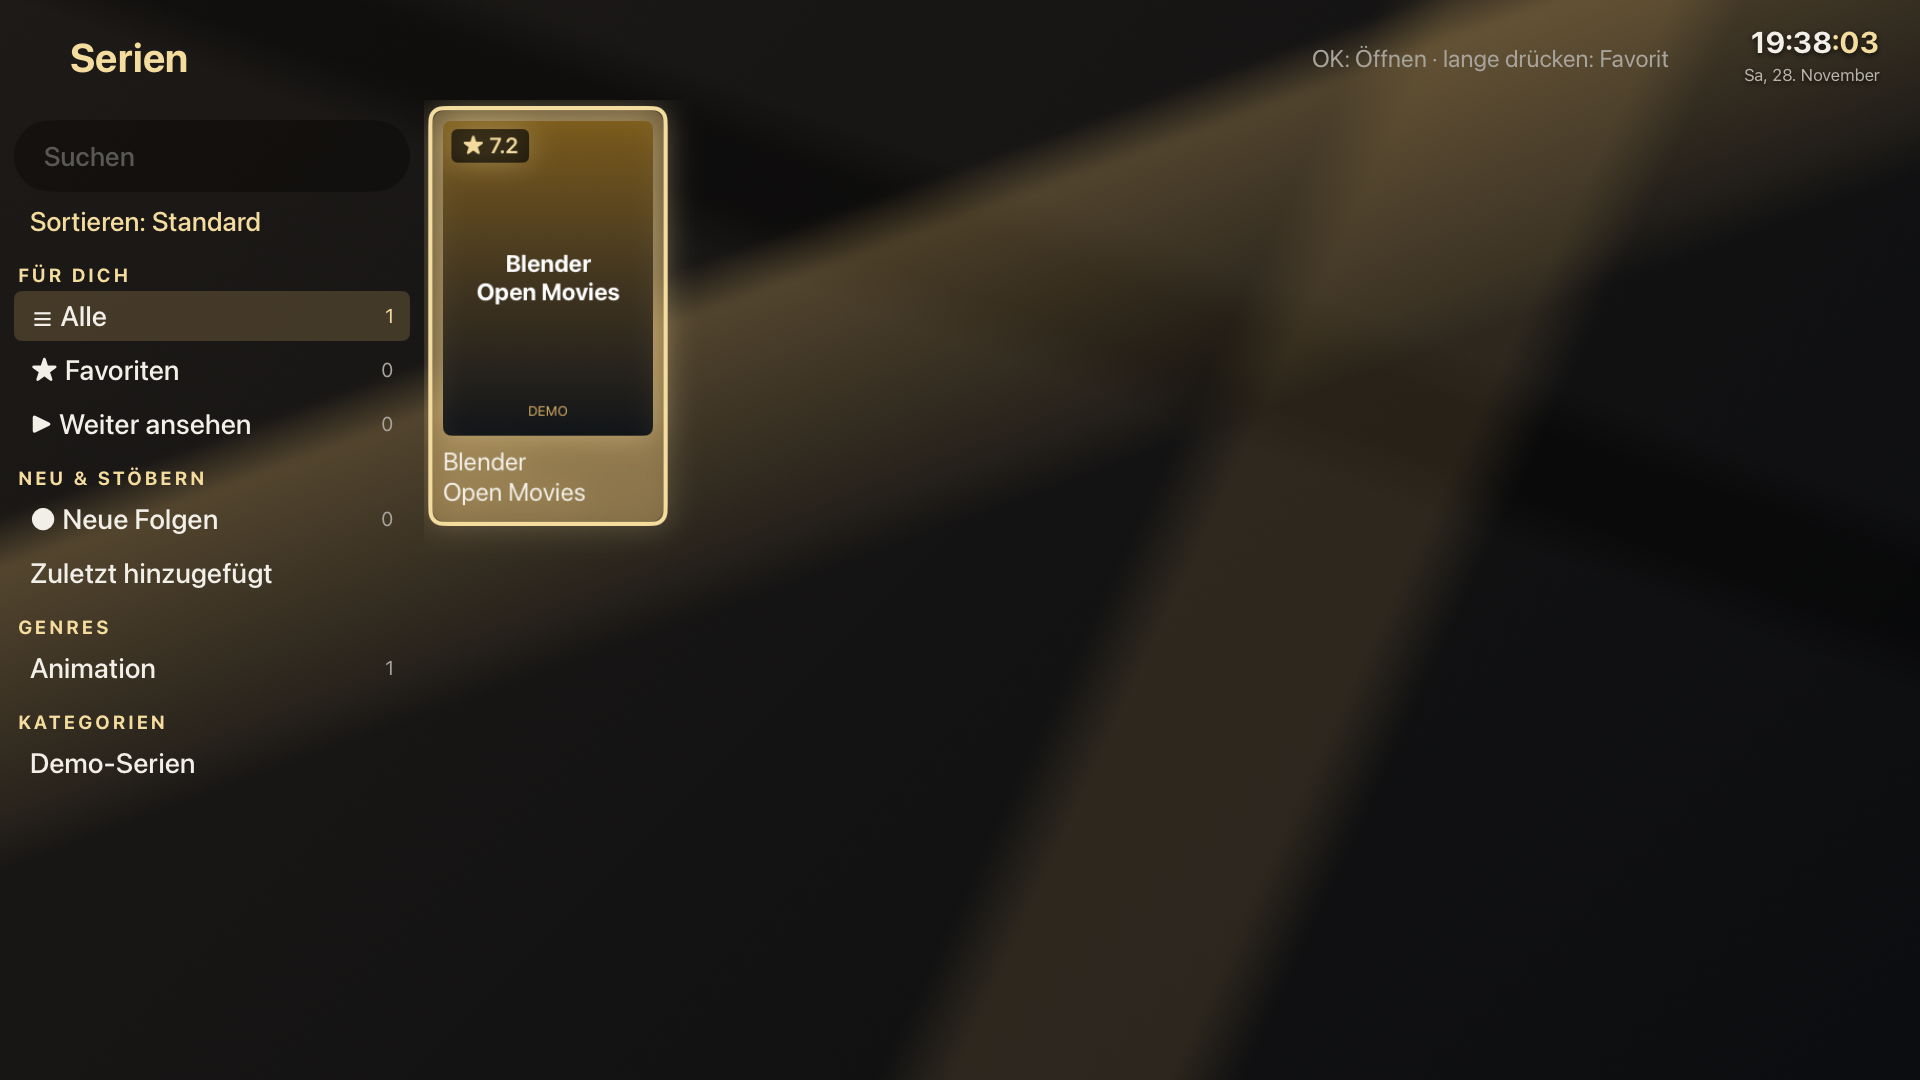 Serien
OK: Öffnen · lange drücken: Favorit
19:38:03
Sa, 28. November
Suchen
Sortieren: Standard
FÜR DICH
Alle 1
Favoriten 0
Weiter ansehen 0
NEU & STÖBERN
Neue Folgen 0
Zuletzt hinzugefügt
GENRES
Animation 1
KATEGORIEN
Demo-Serien
7.2
Blender
Open Movies
DEMO
Blender
Open Movies